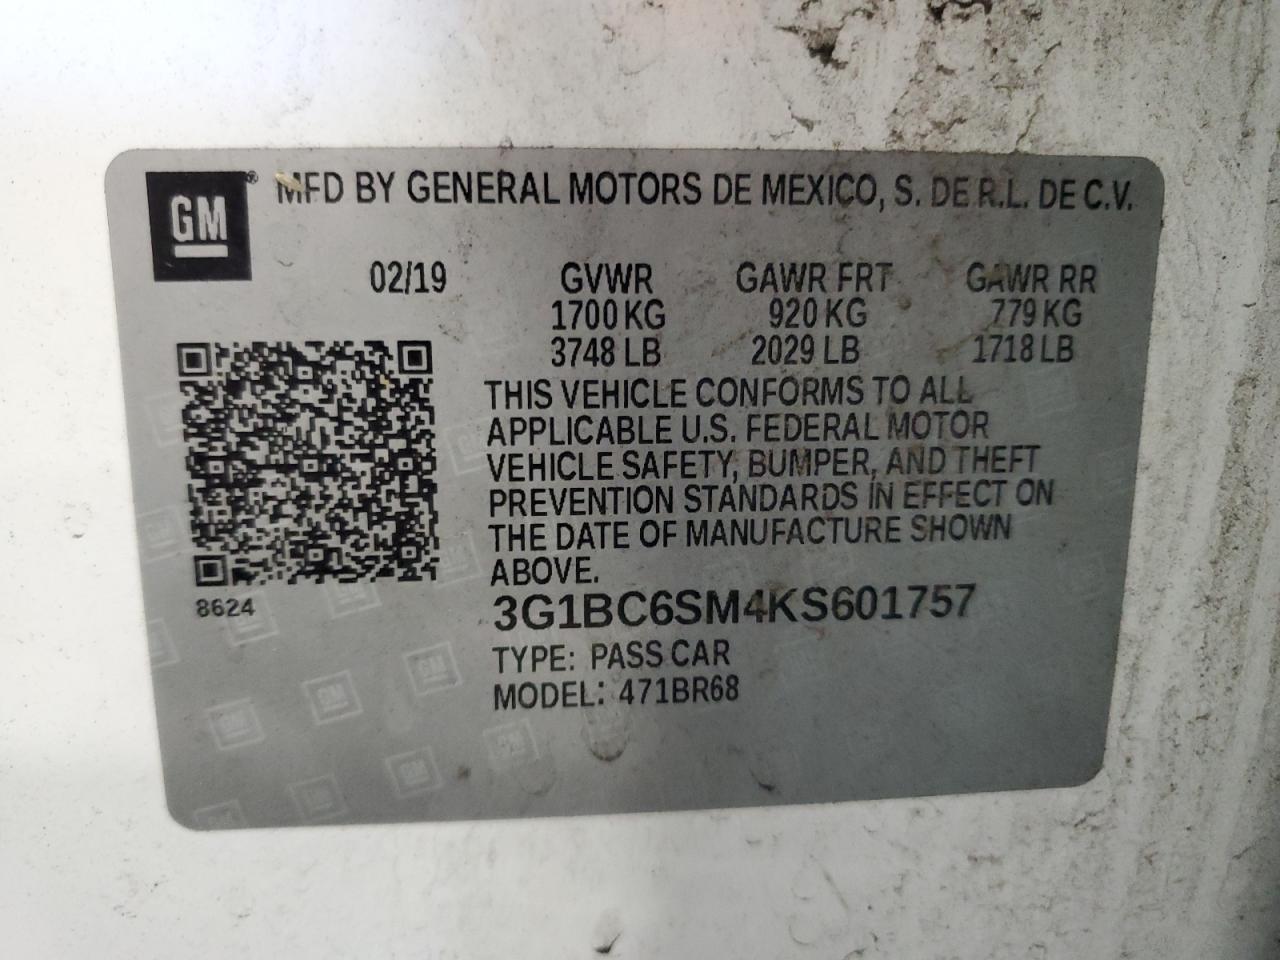 GM ® MFD BY GENERAL MOTORS DE MEXICO, S. DE R.L. DE C.V.
02/19 GVWR GAWR FRT GAWR RR
1700 KG 920 KG 779 KG
3748 LB 2029 LB 1718 LB
THIS VEHICLE CONFORMS TO ALL
APPLICABLE U.S. FEDERAL MOTOR
VEHICLE SAFETY, BUMPER, AND THEFT
PREVENTION STANDARDS IN EFFECT ON
THE DATE OF MANUFACTURE SHOWN
ABOVE.
8624
3G1BC6SM4KS601757
TYPE: PASS CAR
MODEL: 471BR68